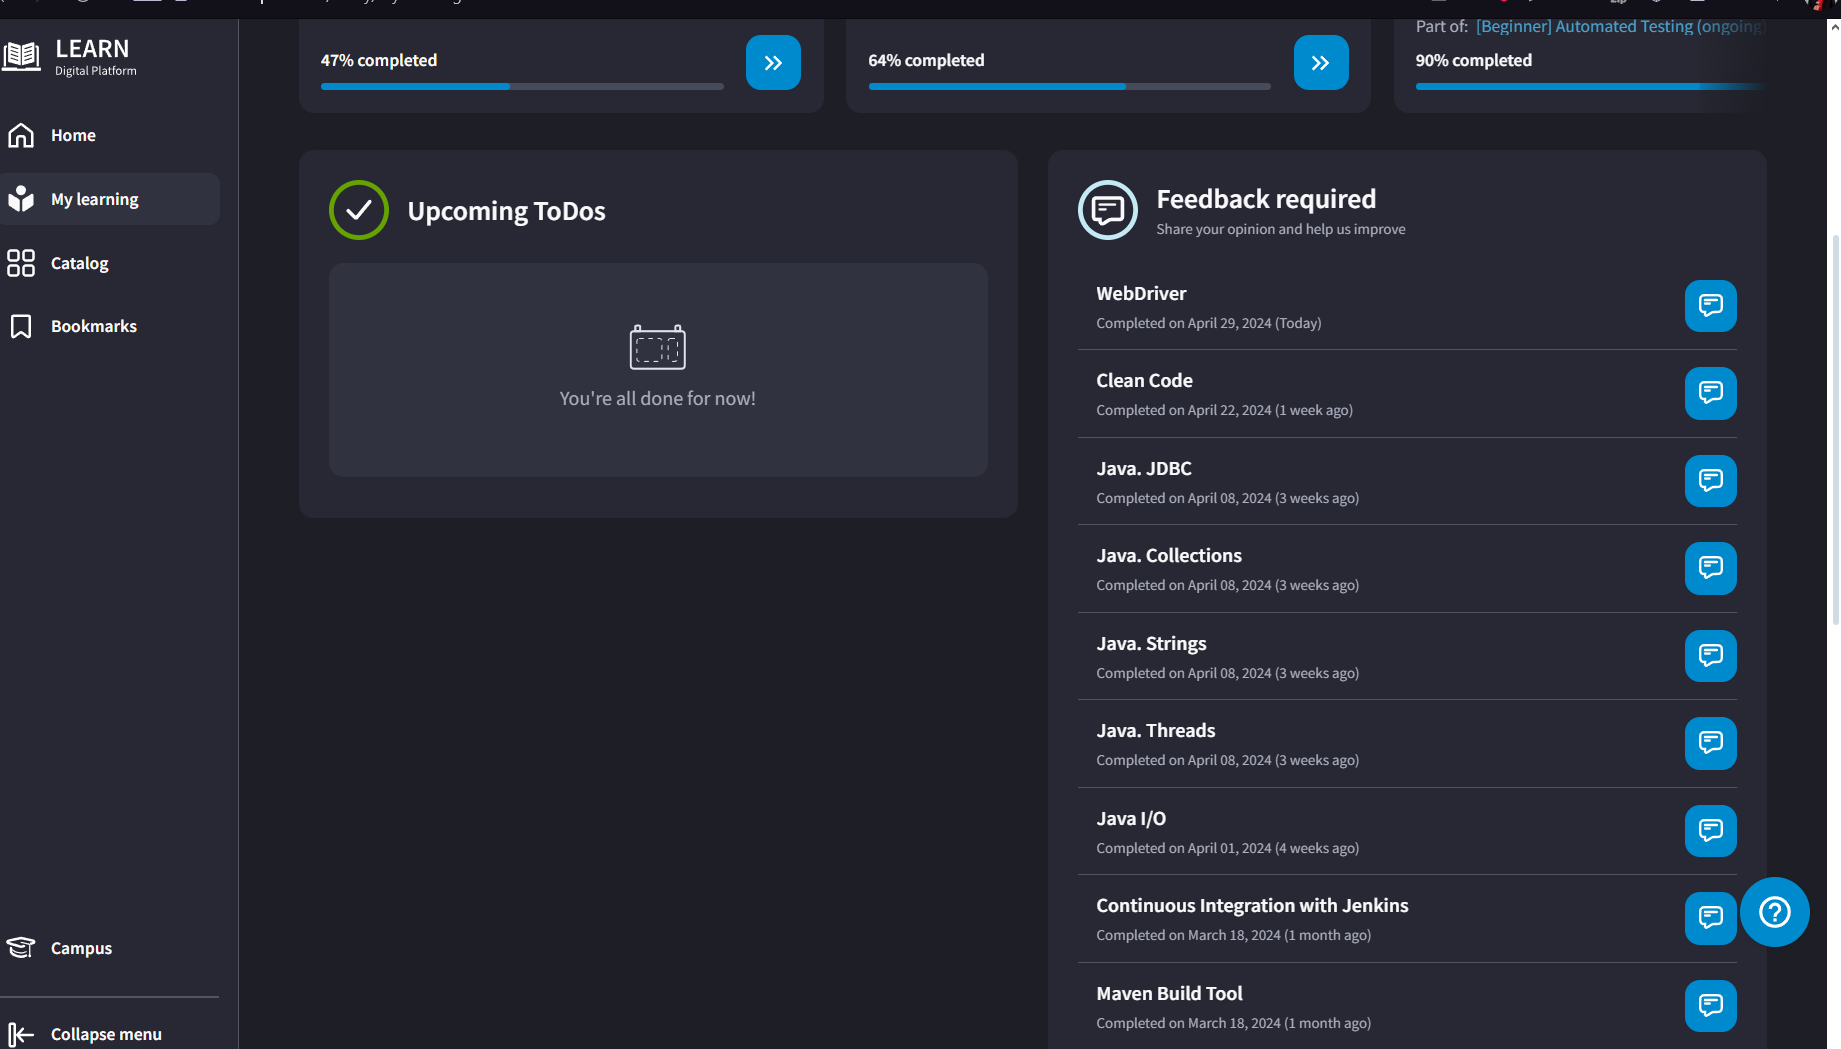 LEARN
Digital Platform
Home
My learning
Catalog
Bookmarks
Campus
Collapse menu
47% completed
64% completed
Part of: [Beginner] Automated Testing (ongoing)
90% completed
Upcoming ToDos
You're all done for now!
Feedback required
Share your opinion and help us improve
WebDriver
Completed on April 29, 2024 (Today)
Clean Code
Completed on April 22, 2024 (1 week ago)
Java. JDBC
Completed on April 08, 2024 (3 weeks ago)
Java. Collections
Completed on April 08, 2024 (3 weeks ago)
Java. Strings
Completed on April 08, 2024 (3 weeks ago)
Java. Threads
Completed on April 08, 2024 (3 weeks ago)
Java I/O
Completed on April 01, 2024 (4 weeks ago)
Continuous Integration with Jenkins
Completed on March 18, 2024 (1 month ago)
Maven Build Tool
Completed on March 18, 2024 (1 month ago)